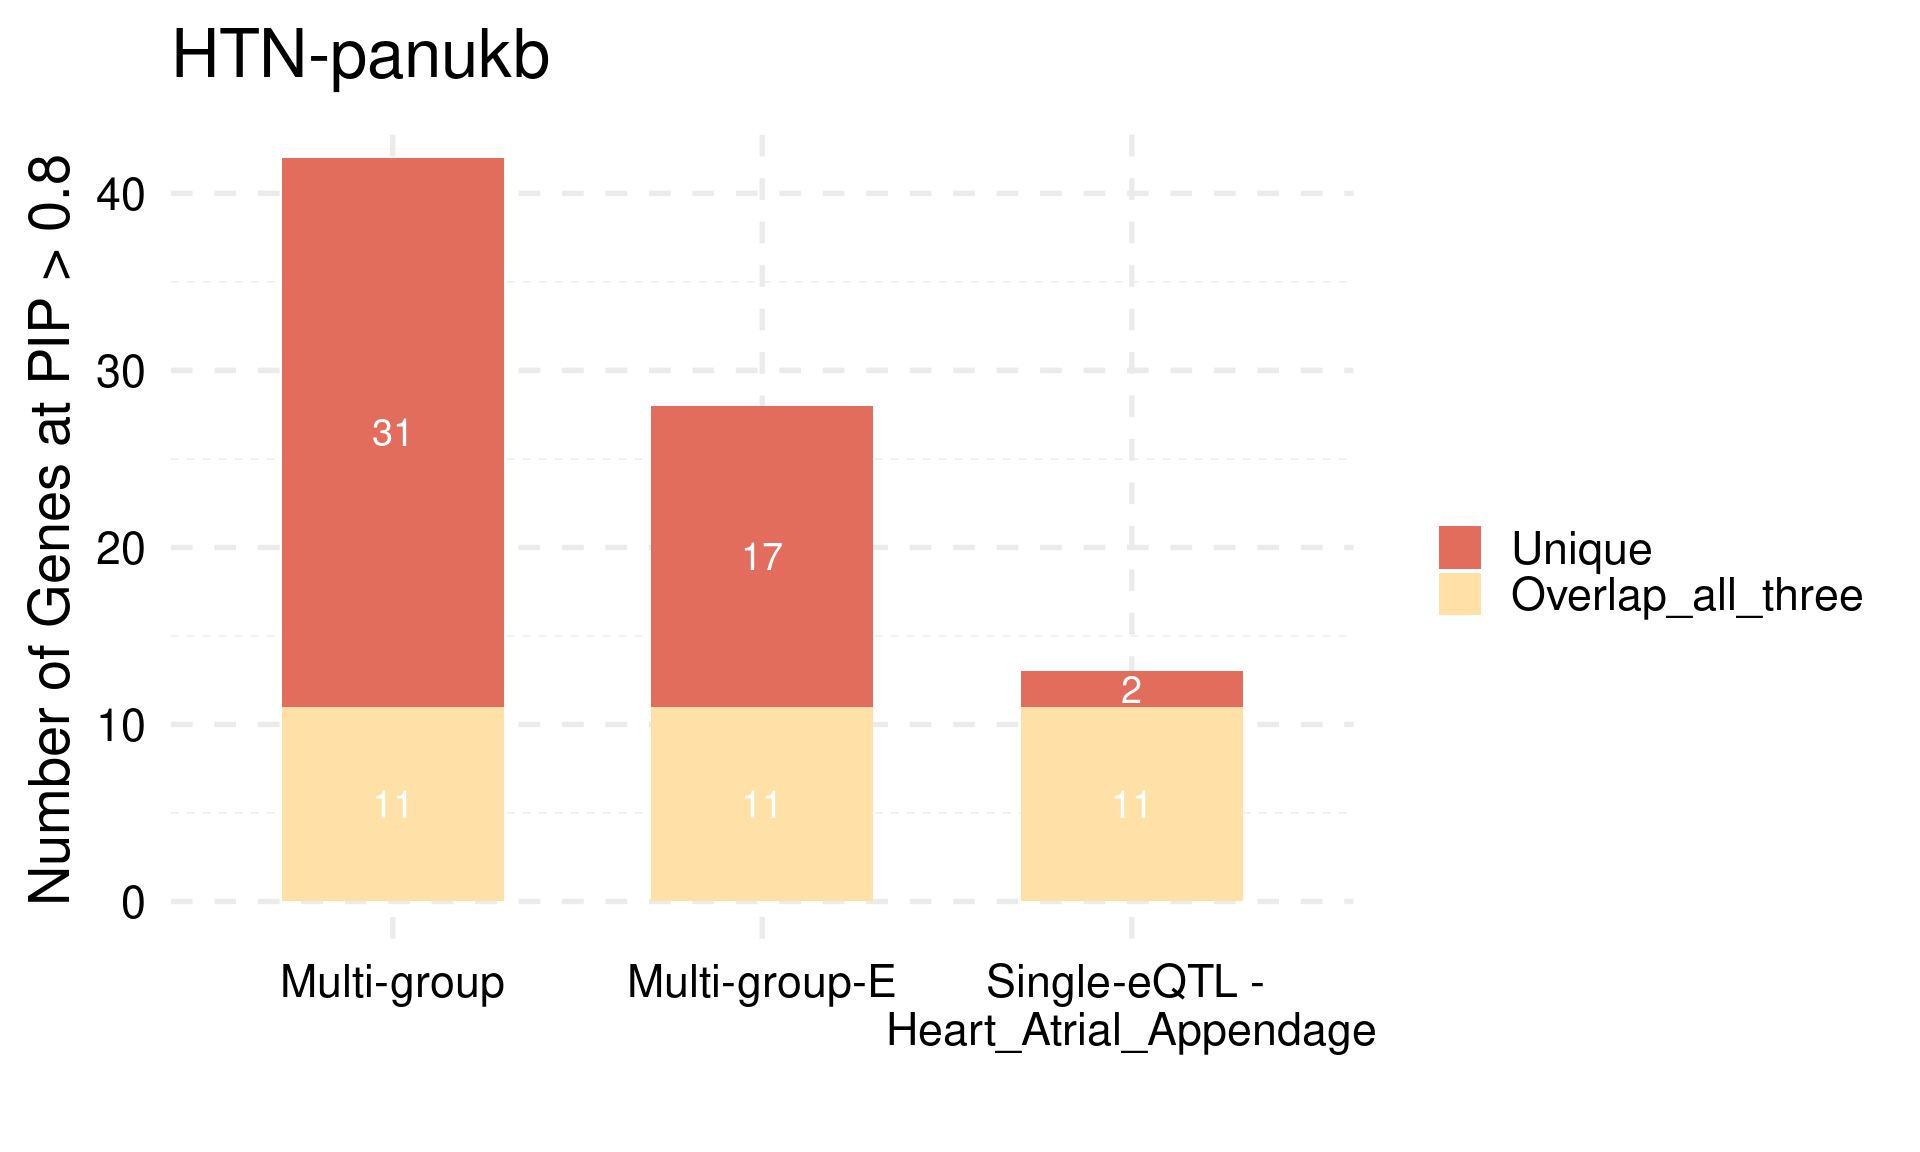 HTN-panukb
Number of Genes at PIP > 0.8
40
30
20
10
0
31
11
17
11
2
11
Multi-group
Multi-group-E
Single-eQTL -
Heart_Atrial_Appendage
Unique
Overlap_all_three